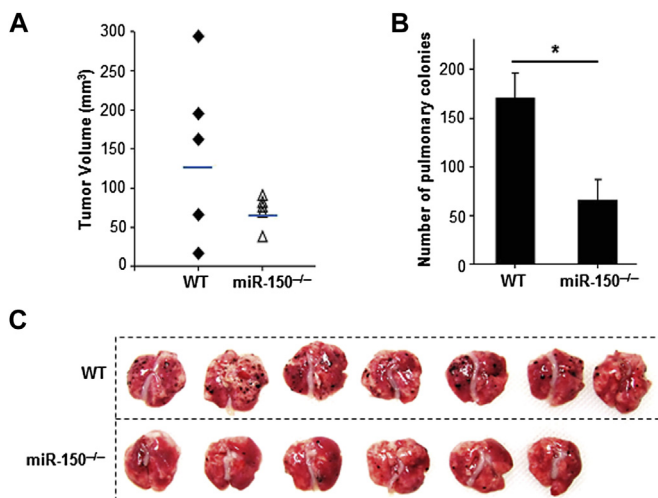 A
Tumor Volume (mm³)
300
250
200
150
100
50
0
WT
miR-150−/−
B
Number of pulmonary colonies
200
150
100
50
0
*
WT
miR-150−/−
C
WT
miR-150−/−